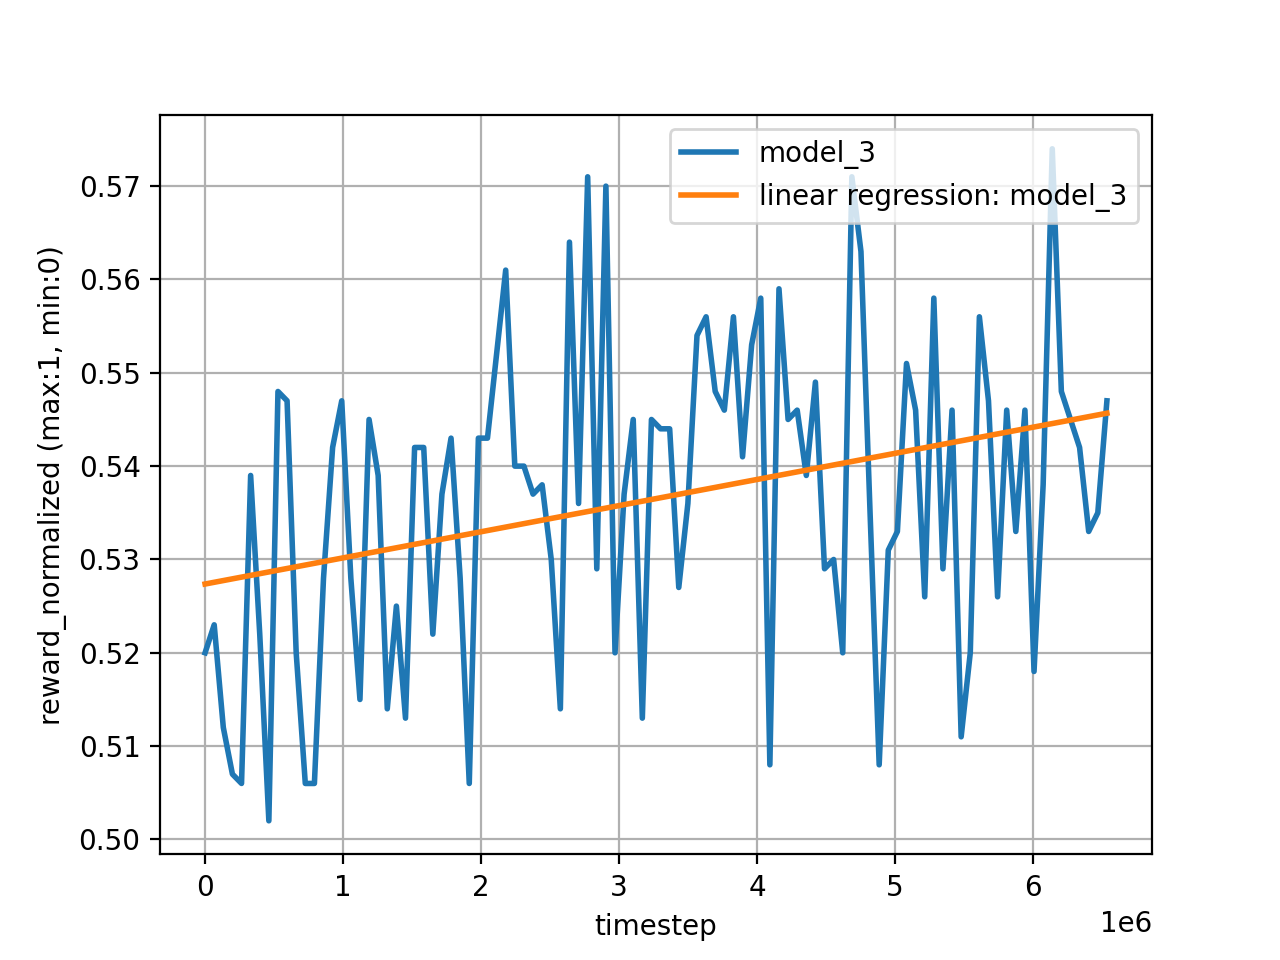 model_3
linear regression: model_3
reward_normalized (max:1, min:0)
0.57
0.56
0.55
0.54
0.53
0.52
0.51
0.50
0 1 2 3 4 5 6
1e6
timestep